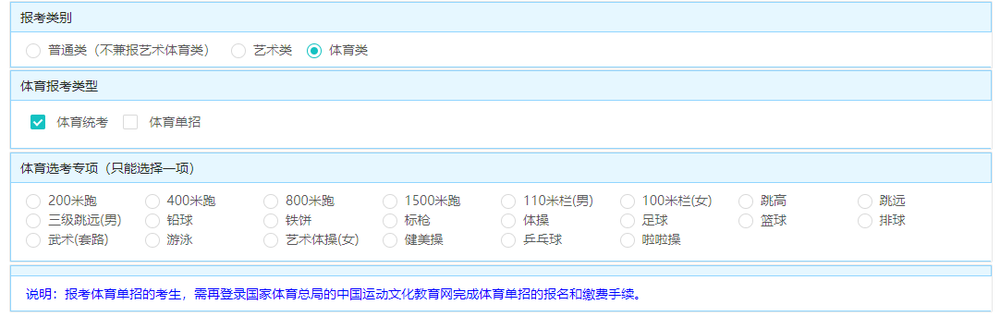 报考类别
普通类（不兼报艺术体育类） 艺术类 体育类
体育报考类型
体育统考 体育单招
体育选考专项（只能选择一项）
200米跑 400米跑 800米跑 1500米跑 110米栏(男) 100米栏(女) 跳高 跳远
三级跳远(男) 铅球 铁饼 标枪 体操 足球 篮球 排球
武术(套路) 游泳 艺术体操(女) 健美操 乒乓球 啦啦操
说明：报考体育单招的考生，需再登录国家体育总局的中国运动文化教育网完成体育单招的报名和缴费手续。